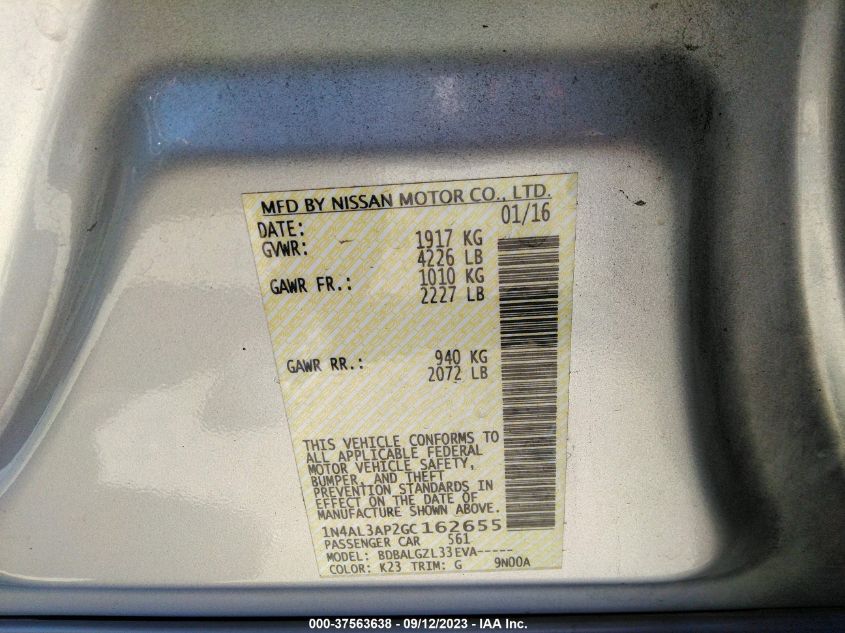 MFD BY NISSAN MOTOR CO., LTD.
DATE: 01/16
GVWR: 1917 KG
4226 LB
GAWR FR.: 1010 KG
2227 LB
GAWR RR.: 940 KG
2072 LB
THIS VEHICLE CONFORMS TO
ALL APPLICABLE FEDERAL
MOTOR VEHICLE SAFETY,
BUMPER, AND THEFT
PREVENTION STANDARDS IN
EFFECT ON THE DATE OF
MANUFACTURE SHOWN ABOVE.
1N4AL3AP2GC162655
PASSENGER CAR 561
MODEL: BDBALGZL33EVA-----
COLOR: K23 TRIM: G 9N00A
000-37563638 - 09/12/2023 - IAA Inc.